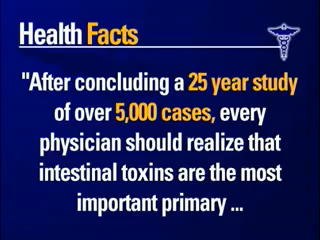 Health Facts
"After concluding a 25 year study
of over 5,000 cases, every
physician should realize that
intestinal toxins are the most
important primary ...